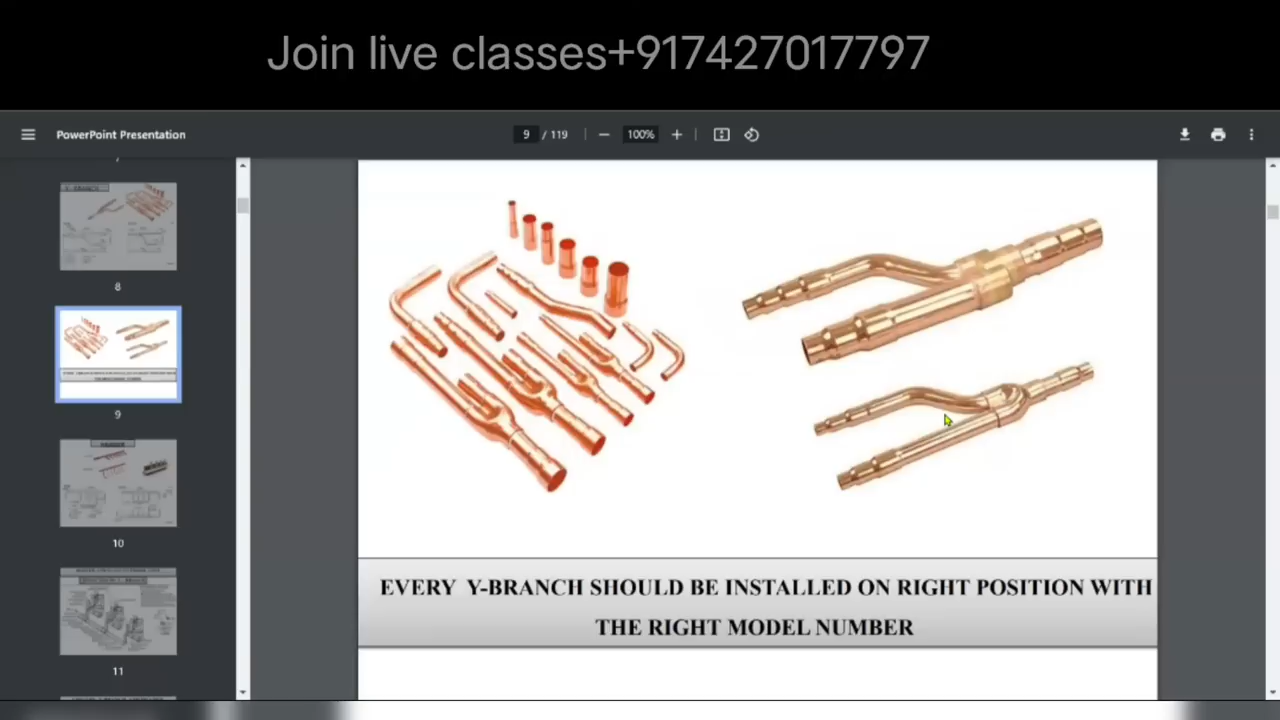 Join live classes+917427017797
PowerPoint Presentation
9 / 119
100%
8
9
10
11
EVERY Y-BRANCH SHOULD BE INSTALLED ON RIGHT POSITION WITH
THE RIGHT MODEL NUMBER